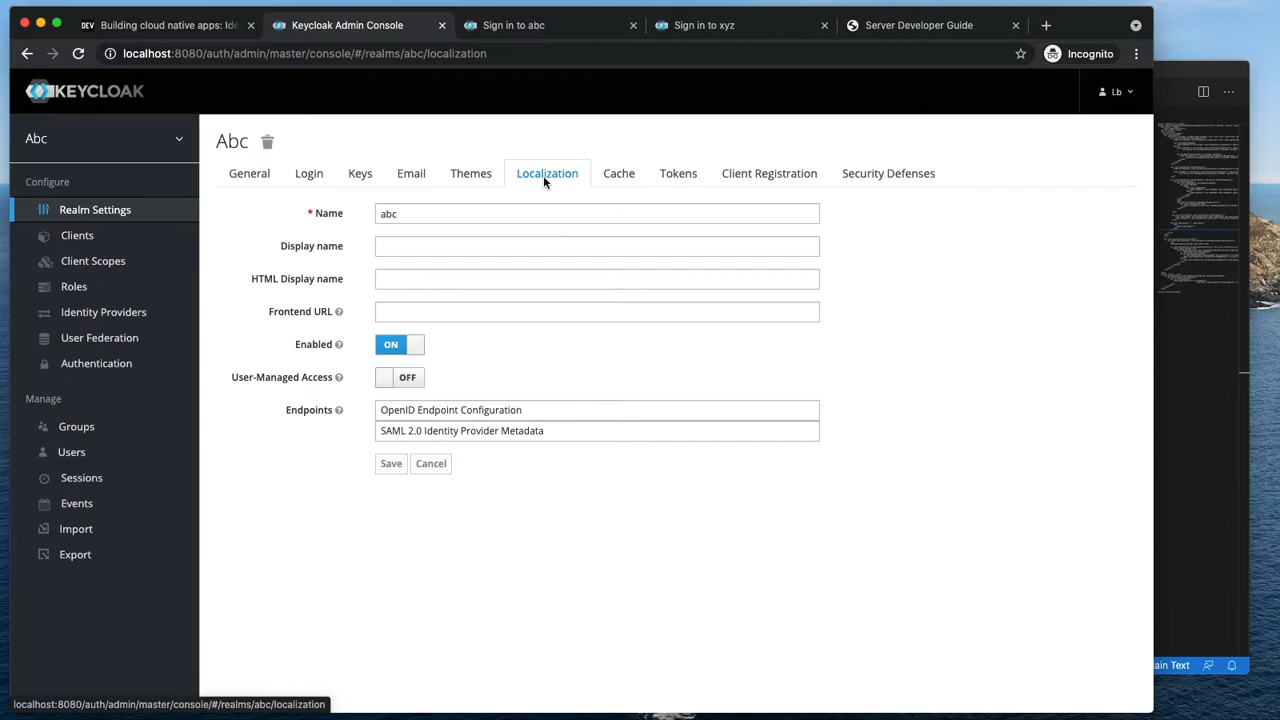 DEV Building cloud native apps: Ide
Keycloak Admin Console
Sign in to abc
Sign in to xyz
Server Developer Guide
localhost:8080/auth/admin/master/console/#/realms/abc/localization
Incognito
KEYCLOAK
Lb
Abc
Configure
Realm Settings
Clients
Client Scopes
Roles
Identity Providers
User Federation
Authentication
Manage
Groups
Users
Sessions
Events
Import
Export
Abc
General Login Keys Email Themes Localization Cache Tokens Client Registration Security Defenses
* Name abc
Display name
HTML Display name
Frontend URL
Enabled ON
User-Managed Access OFF
Endpoints OpenID Endpoint Configuration
SAML 2.0 Identity Provider Metadata
Save Cancel
ain Text
localhost:8080/auth/admin/master/console/#/realms/abc/localization